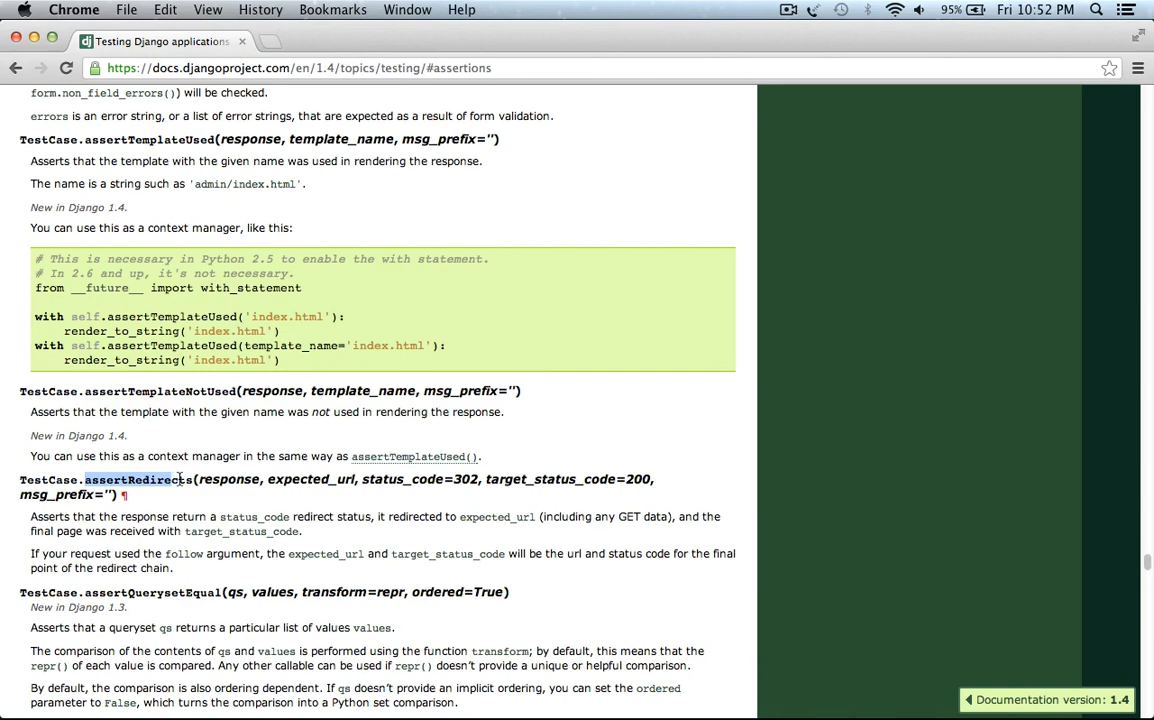 Chrome File Edit View History Bookmarks Window Help 95% Fri 10:52 PM
Testing Django applications
https://docs.djangoproject.com/en/1.4/topics/testing/#assertions
form.non_field_errors()) will be checked.
errors is an error string, or a list of error strings, that are expected as a result of form validation.
TestCase.assertTemplateUsed(response, template_name, msg_prefix='')
Asserts that the template with the given name was used in rendering the response.
The name is a string such as 'admin/index.html'.
New in Django 1.4.
You can use this as a context manager, like this:
# This is necessary in Python 2.5 to enable the with statement.
# In 2.6 and up, it's not necessary.
from __future__ import with_statement
with self.assertTemplateUsed('index.html'):
render_to_string('index.html')
with self.assertTemplateUsed(template_name='index.html'):
render_to_string('index.html')
TestCase.assertTemplateNotUsed(response, template_name, msg_prefix='')
Asserts that the template with the given name was not used in rendering the response.
New in Django 1.4.
You can use this as a context manager in the same way as assertTemplateUsed().
TestCase.assertRedirects(response, expected_url, status_code=302, target_status_code=200,
msg_prefix='') ¶
Asserts that the response return a status_code redirect status, it redirected to expected_url (including any GET data), and the
final page was received with target_status_code.
If your request used the follow argument, the expected_url and target_status_code will be the url and status code for the final
point of the redirect chain.
TestCase.assertQuerysetEqual(qs, values, transform=repr, ordered=True)
New in Django 1.3.
Asserts that a queryset qs returns a particular list of values values.
The comparison of the contents of qs and values is performed using the function transform; by default, this means that the
repr() of each value is compared. Any other callable can be used if repr() doesn't provide a unique or helpful comparison.
By default, the comparison is also ordering dependent. If qs doesn't provide an implicit ordering, you can set the ordered
parameter to False, which turns the comparison into a Python set comparison.
Documentation version: 1.4